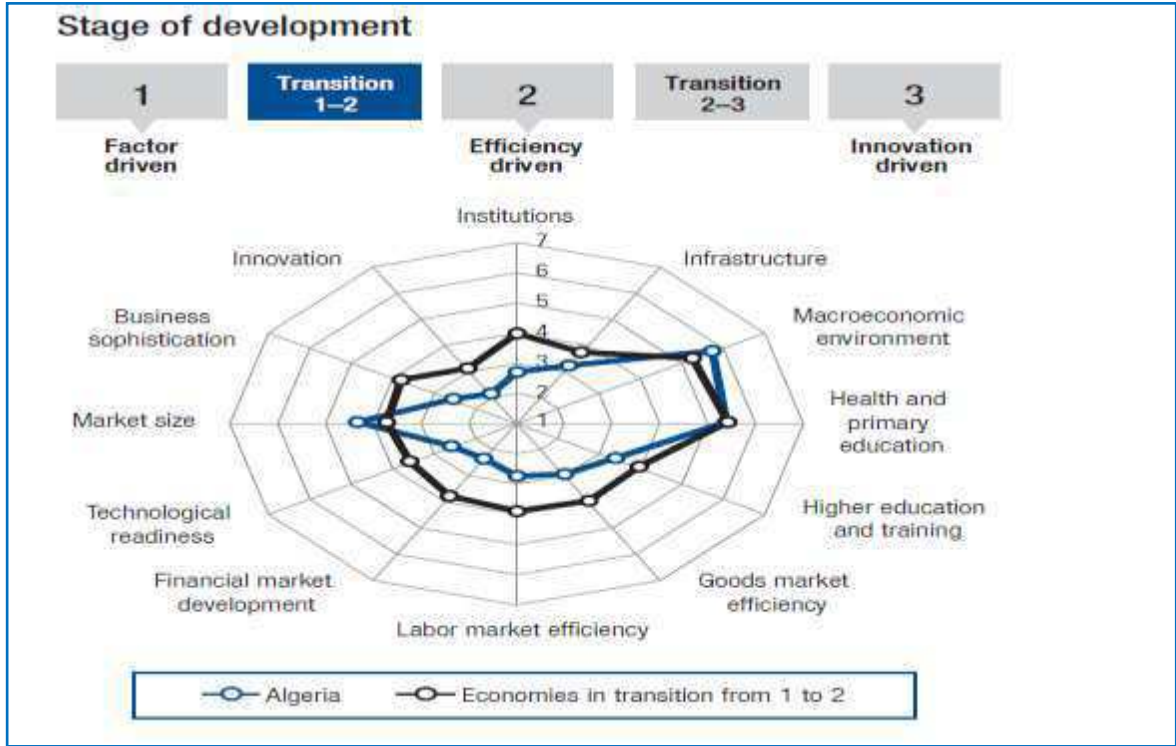 Stage of development
1
Transition
1–2
2
Transition
2–3
3
Factor
driven
Efficiency
driven
Innovation
driven
Institutions
7
6
5
4
3
2
1
Infrastructure
Macroeconomic
environment
Health and
primary
education
Higher education
and training
Goods market
efficiency
Labor market efficiency
Financial market
development
Technological
readiness
Market size
Business
sophistication
Innovation
Algeria
Economies in transition from 1 to 2